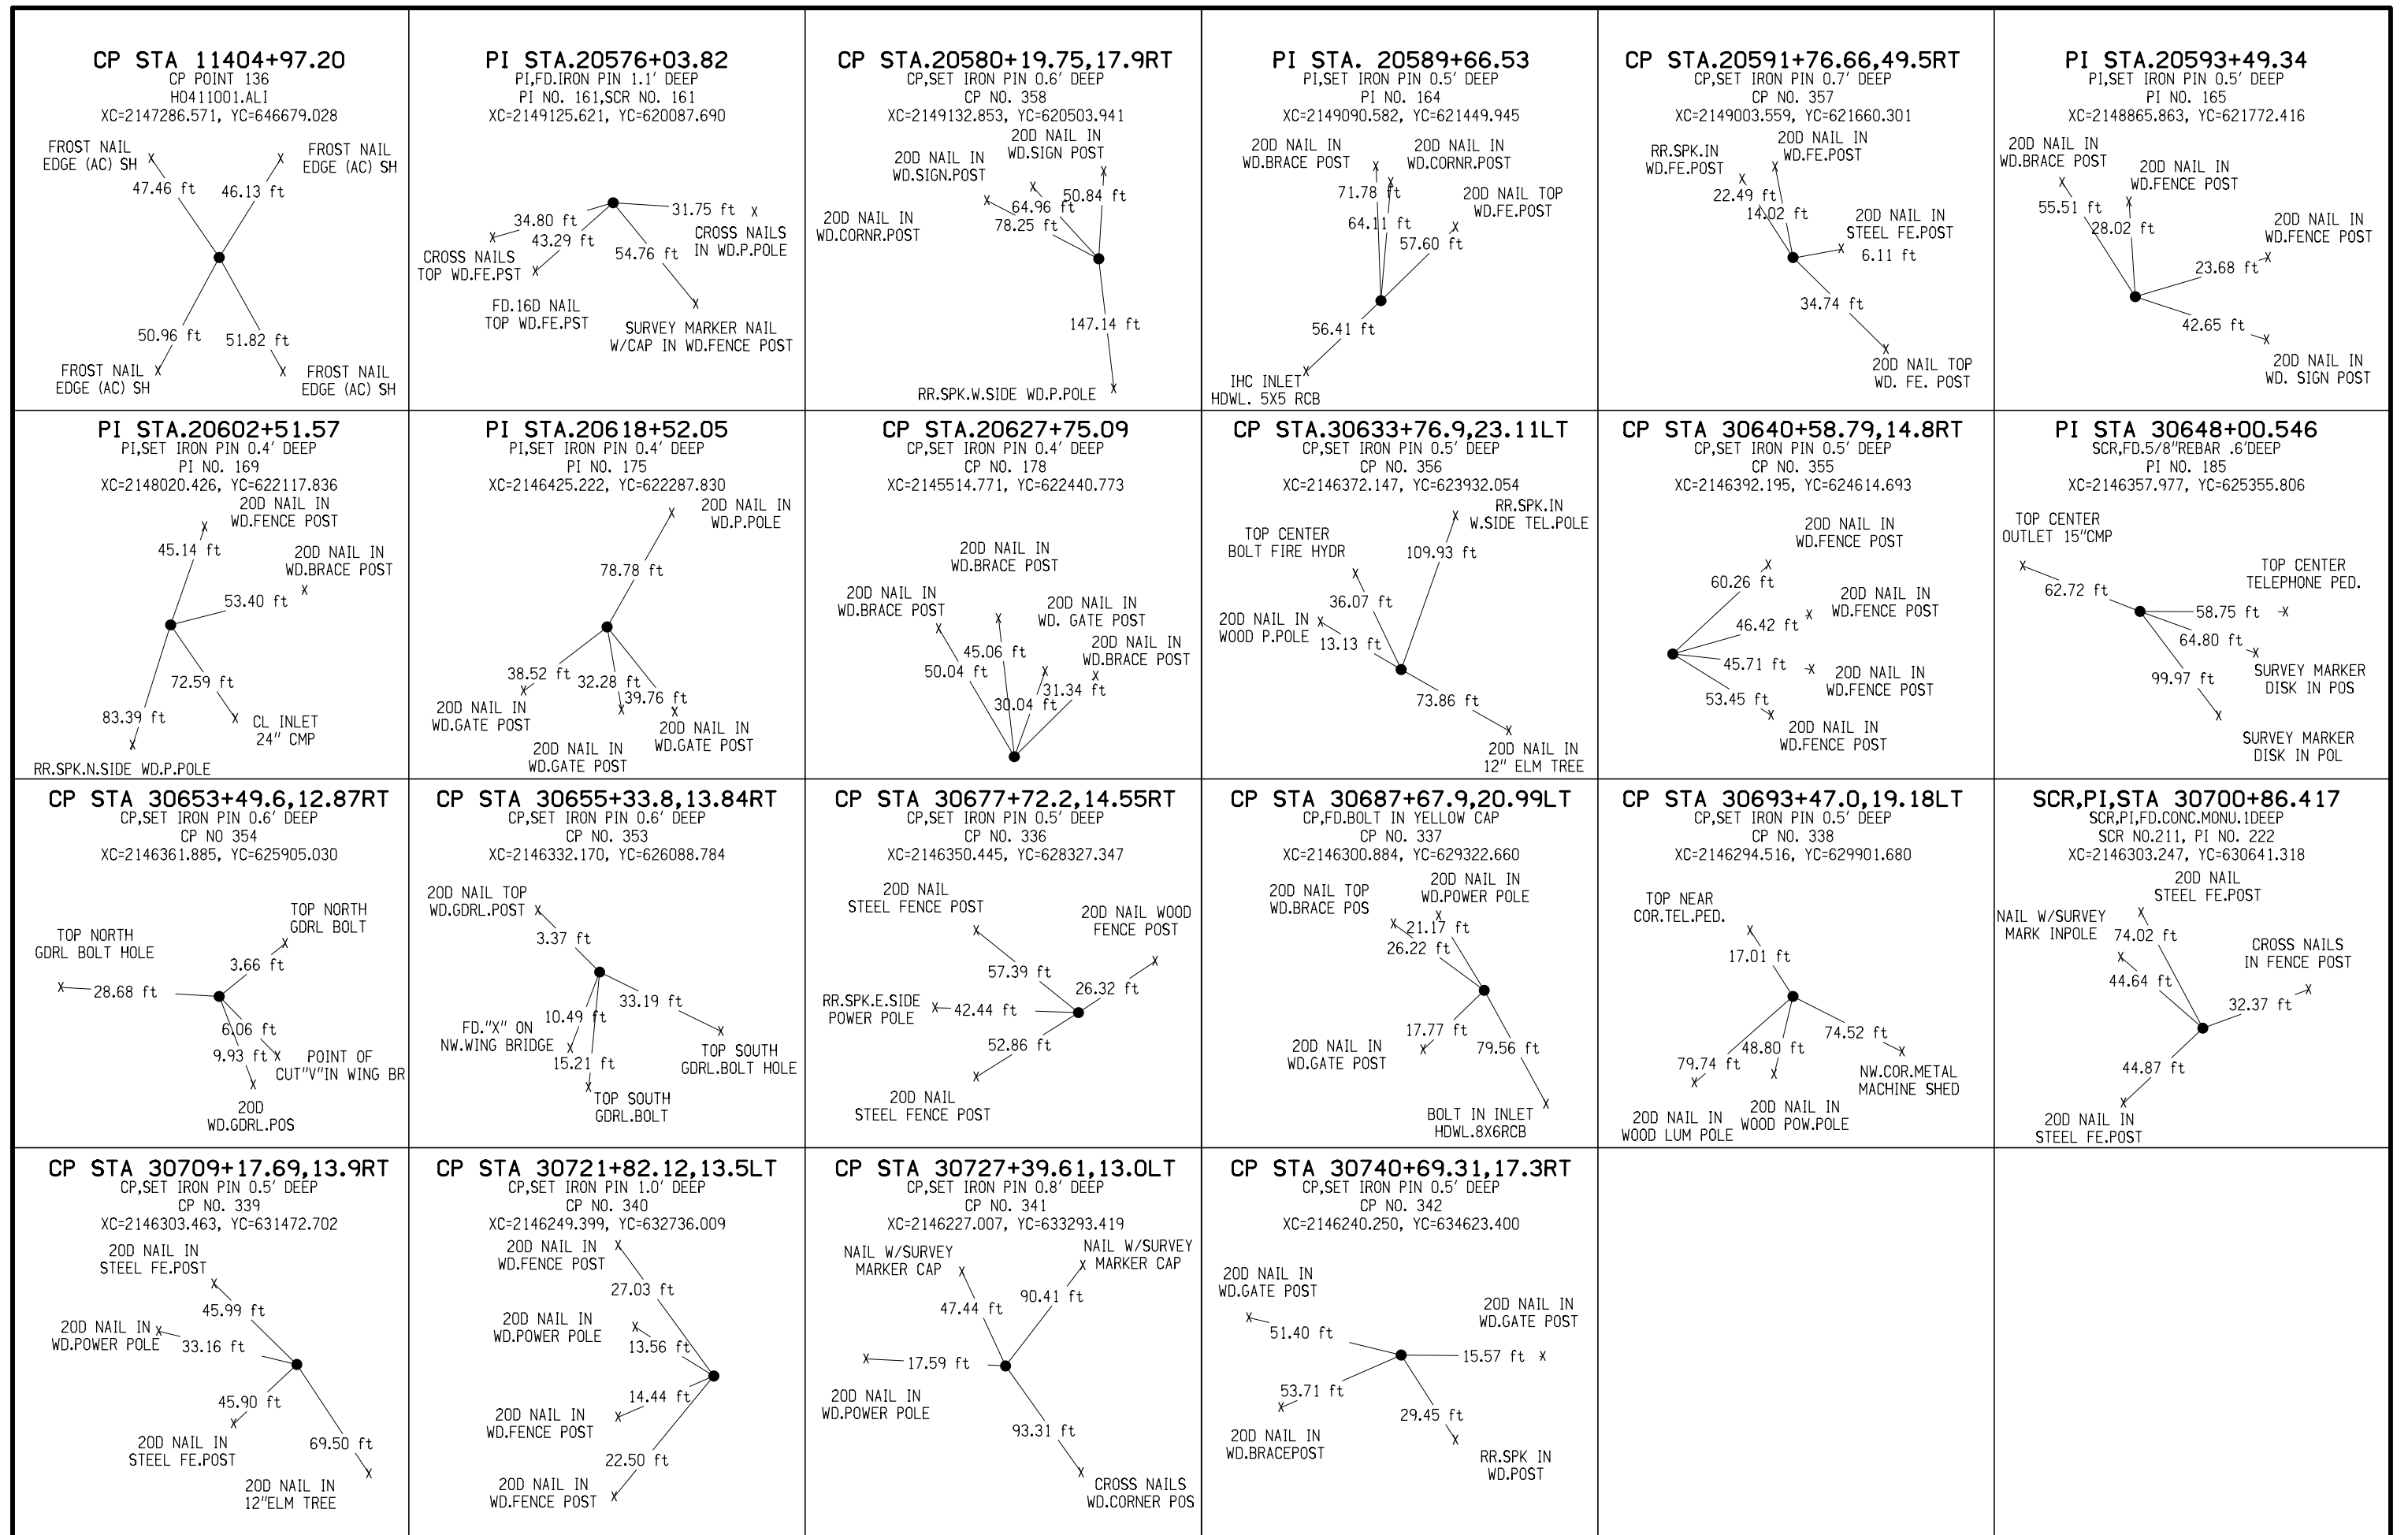 CP STA 11404+97.20
CP POINT 136
H0411001.ALI
XC=2147286.571, YC=646679.028
FROST NAIL
EDGE (AC) SH
FROST NAIL
EDGE (AC) SH
47.46 ft
46.13 ft
50.96 ft
51.82 ft
FROST NAIL
EDGE (AC) SH
FROST NAIL
EDGE (AC) SH
PI STA.20576+03.82
PI,FD.IRON PIN 1.1' DEEP
PI NO. 161,SCR NO. 161
XC=2149125.621, YC=620087.690
34.80 ft
31.75 ft
43.29 ft
54.76 ft
CROSS NAILS
IN WD.P.POLE
CROSS NAILS
TOP WD.FE.PST
FD.16D NAIL
TOP WD.FE.PST
SURVEY MARKER NAIL
W/CAP IN WD.FENCE POST
CP STA.20580+19.75,17.9RT
CP,SET IRON PIN 0.6' DEEP
CP NO. 358
XC=2149132.853, YC=620503.941
20D NAIL IN
WD.SIGN POST
20D NAIL IN
WD.SIGN.POST
50.84 ft
64.96 ft
78.25 ft
20D NAIL IN
WD.CORNR.POST
147.14 ft
RR.SPK.W.SIDE WD.P.POLE
PI STA. 20589+66.53
PI,SET IRON PIN 0.5' DEEP
PI NO. 164
XC=2149090.582, YC=621449.945
20D NAIL IN
WD.BRACE POST
20D NAIL IN
WD.CORNR.POST
71.78 ft
20D NAIL TOP
WD.FE.POST
64.11 ft
57.60 ft
56.41 ft
IHC INLET
HDWL. 5X5 RCB
CP STA.20591+76.66,49.5RT
CP,SET IRON PIN 0.7' DEEP
CP NO. 357
XC=2149003.559, YC=621660.301
20D NAIL IN
WD.FE.POST
RR.SPK.IN
WD.FE.POST
22.49 ft
14.02 ft
20D NAIL IN
STEEL FE.POST
6.11 ft
34.74 ft
20D NAIL TOP
WD. FE. POST
PI STA.20593+49.34
PI,SET IRON PIN 0.5' DEEP
PI NO. 165
XC=2148865.863, YC=621772.416
20D NAIL IN
WD.BRACE POST
20D NAIL IN
WD.FENCE POST
55.51 ft
28.02 ft
20D NAIL IN
WD.FENCE POST
23.68 ft
42.65 ft
20D NAIL IN
WD. SIGN POST
PI STA.20602+51.57
PI,SET IRON PIN 0.4' DEEP
PI NO. 169
XC=2148020.426, YC=622117.836
20D NAIL IN
WD.FENCE POST
45.14 ft
20D NAIL IN
WD.BRACE POST
53.40 ft
72.59 ft
83.39 ft
CL INLET
24" CMP
RR.SPK.N.SIDE WD.P.POLE
PI STA.20618+52.05
PI,SET IRON PIN 0.4' DEEP
PI NO. 175
XC=2146425.222, YC=622287.830
20D NAIL IN
WD.P.POLE
78.78 ft
38.52 ft
32.28 ft
39.76 ft
20D NAIL IN
WD.GATE POST
20D NAIL IN
WD.GATE POST
20D NAIL IN
WD.GATE POST
CP STA.20627+75.09
CP,SET IRON PIN 0.4' DEEP
CP NO. 178
XC=2145514.771, YC=622440.773
20D NAIL IN
WD.BRACE POST
20D NAIL IN
WD.BRACE POST
20D NAIL IN
WD. GATE POST
20D NAIL IN
WD.BRACE POST
45.06 ft
50.04 ft
31.34 ft
30.04 ft
CP STA.30633+76.9,23.11LT
CP,SET IRON PIN 0.5' DEEP
CP NO. 356
XC=2146372.147, YC=623932.054
RR.SPK.IN
W.SIDE TEL.POLE
TOP CENTER
BOLT FIRE HYDR
109.93 ft
36.07 ft
20D NAIL IN
WOOD P.POLE
13.13 ft
73.86 ft
20D NAIL IN
12" ELM TREE
CP STA 30640+58.79,14.8RT
CP,SET IRON PIN 0.5' DEEP
CP NO. 355
XC=2146392.195, YC=624614.693
20D NAIL IN
WD.FENCE POST
60.26 ft
20D NAIL IN
WD.FENCE POST
46.42 ft
45.71 ft
20D NAIL IN
WD.FENCE POST
53.45 ft
20D NAIL IN
WD.FENCE POST
PI STA 30648+00.546
SCR,FD.5/8"REBAR .6'DEEP
PI NO. 185
XC=2146357.977, YC=625355.806
TOP CENTER
OUTLET 15"CMP
TOP CENTER
TELEPHONE PED.
62.72 ft
58.75 ft
64.80 ft
99.97 ft
SURVEY MARKER
DISK IN POS
SURVEY MARKER
DISK IN POL
CP STA 30653+49.6,12.87RT
CP,SET IRON PIN 0.6' DEEP
CP NO 354
XC=2146361.885, YC=625905.030
TOP NORTH
GDRL BOLT
TOP NORTH
GDRL BOLT HOLE
3.66 ft
28.68 ft
6.06 ft
9.93 ft
POINT OF
CUT"V"IN WING BR
20D
WD.GDRL.POS
CP STA 30655+33.8,13.84RT
CP,SET IRON PIN 0.6' DEEP
CP NO. 353
XC=2146332.170, YC=626088.784
20D NAIL TOP
WD.GDRL.POST
3.37 ft
33.19 ft
10.49 ft
FD."X" ON
NW.WING BRIDGE
15.21 ft
TOP SOUTH
GDRL.BOLT HOLE
TOP SOUTH
GDRL.BOLT
CP STA 30677+72.2,14.55RT
CP,SET IRON PIN 0.5' DEEP
CP NO. 336
XC=2146350.445, YC=628327.347
20D NAIL
STEEL FENCE POST
20D NAIL WOOD
FENCE POST
57.39 ft
26.32 ft
RR.SPK.E.SIDE
POWER POLE
42.44 ft
52.86 ft
20D NAIL
STEEL FENCE POST
CP STA 30687+67.9,20.99LT
CP,FD.BOLT IN YELLOW CAP
CP NO. 337
XC=2146300.884, YC=629322.660
20D NAIL TOP
WD.BRACE POS
20D NAIL IN
WD.POWER POLE
21.17 ft
26.22 ft
17.77 ft
20D NAIL IN
WD.GATE POST
79.56 ft
BOLT IN INLET
HDWL.8X6RCB
CP STA 30693+47.0,19.18LT
CP,SET IRON PIN 0.5' DEEP
CP NO. 338
XC=2146294.516, YC=629901.680
TOP NEAR
COR.TEL.PED.
17.01 ft
74.52 ft
48.80 ft
79.74 ft
NW.COR.METAL
MACHINE SHED
20D NAIL IN
WOOD LUM POLE
20D NAIL IN
WOOD POW.POLE
SCR,PI,STA 30700+86.417
SCR,PI,FD.CONC.MONU.1DEEP
SCR NO.211, PI NO. 222
XC=2146303.247, YC=630641.318
20D NAIL
STEEL FE.POST
NAIL W/SURVEY
MARK INPOLE
74.02 ft
CROSS NAILS
IN FENCE POST
44.64 ft
32.37 ft
44.87 ft
20D NAIL IN
STEEL FE.POST
CP STA 30709+17.69,13.9RT
CP,SET IRON PIN 0.5' DEEP
CP NO. 339
XC=2146303.463, YC=631472.702
20D NAIL IN
STEEL FE.POST
45.99 ft
20D NAIL IN
WD.POWER POLE
33.16 ft
45.90 ft
20D NAIL IN
STEEL FE.POST
69.50 ft
20D NAIL IN
12"ELM TREE
CP STA 30721+82.12,13.5LT
CP,SET IRON PIN 1.0' DEEP
CP NO. 340
XC=2146249.399, YC=632736.009
20D NAIL IN
WD.FENCE POST
27.03 ft
20D NAIL IN
WD.POWER POLE
13.56 ft
14.44 ft
20D NAIL IN
WD.FENCE POST
22.50 ft
20D NAIL IN
WD.FENCE POST
CP STA 30727+39.61,13.0LT
CP,SET IRON PIN 0.8' DEEP
CP NO. 341
XC=2146227.007, YC=633293.419
NAIL W/SURVEY
MARKER CAP
NAIL W/SURVEY
MARKER CAP
47.44 ft
90.41 ft
17.59 ft
20D NAIL IN
WD.POWER POLE
93.31 ft
CROSS NAILS
WD.CORNER POS
CP STA 30740+69.31,17.3RT
CP,SET IRON PIN 0.5' DEEP
CP NO. 342
XC=2146240.250, YC=634623.400
20D NAIL IN
WD.GATE POST
20D NAIL IN
WD.GATE POST
51.40 ft
15.57 ft
53.71 ft
29.45 ft
20D NAIL IN
WD.BRACEPOST
RR.SPK IN
WD.POST